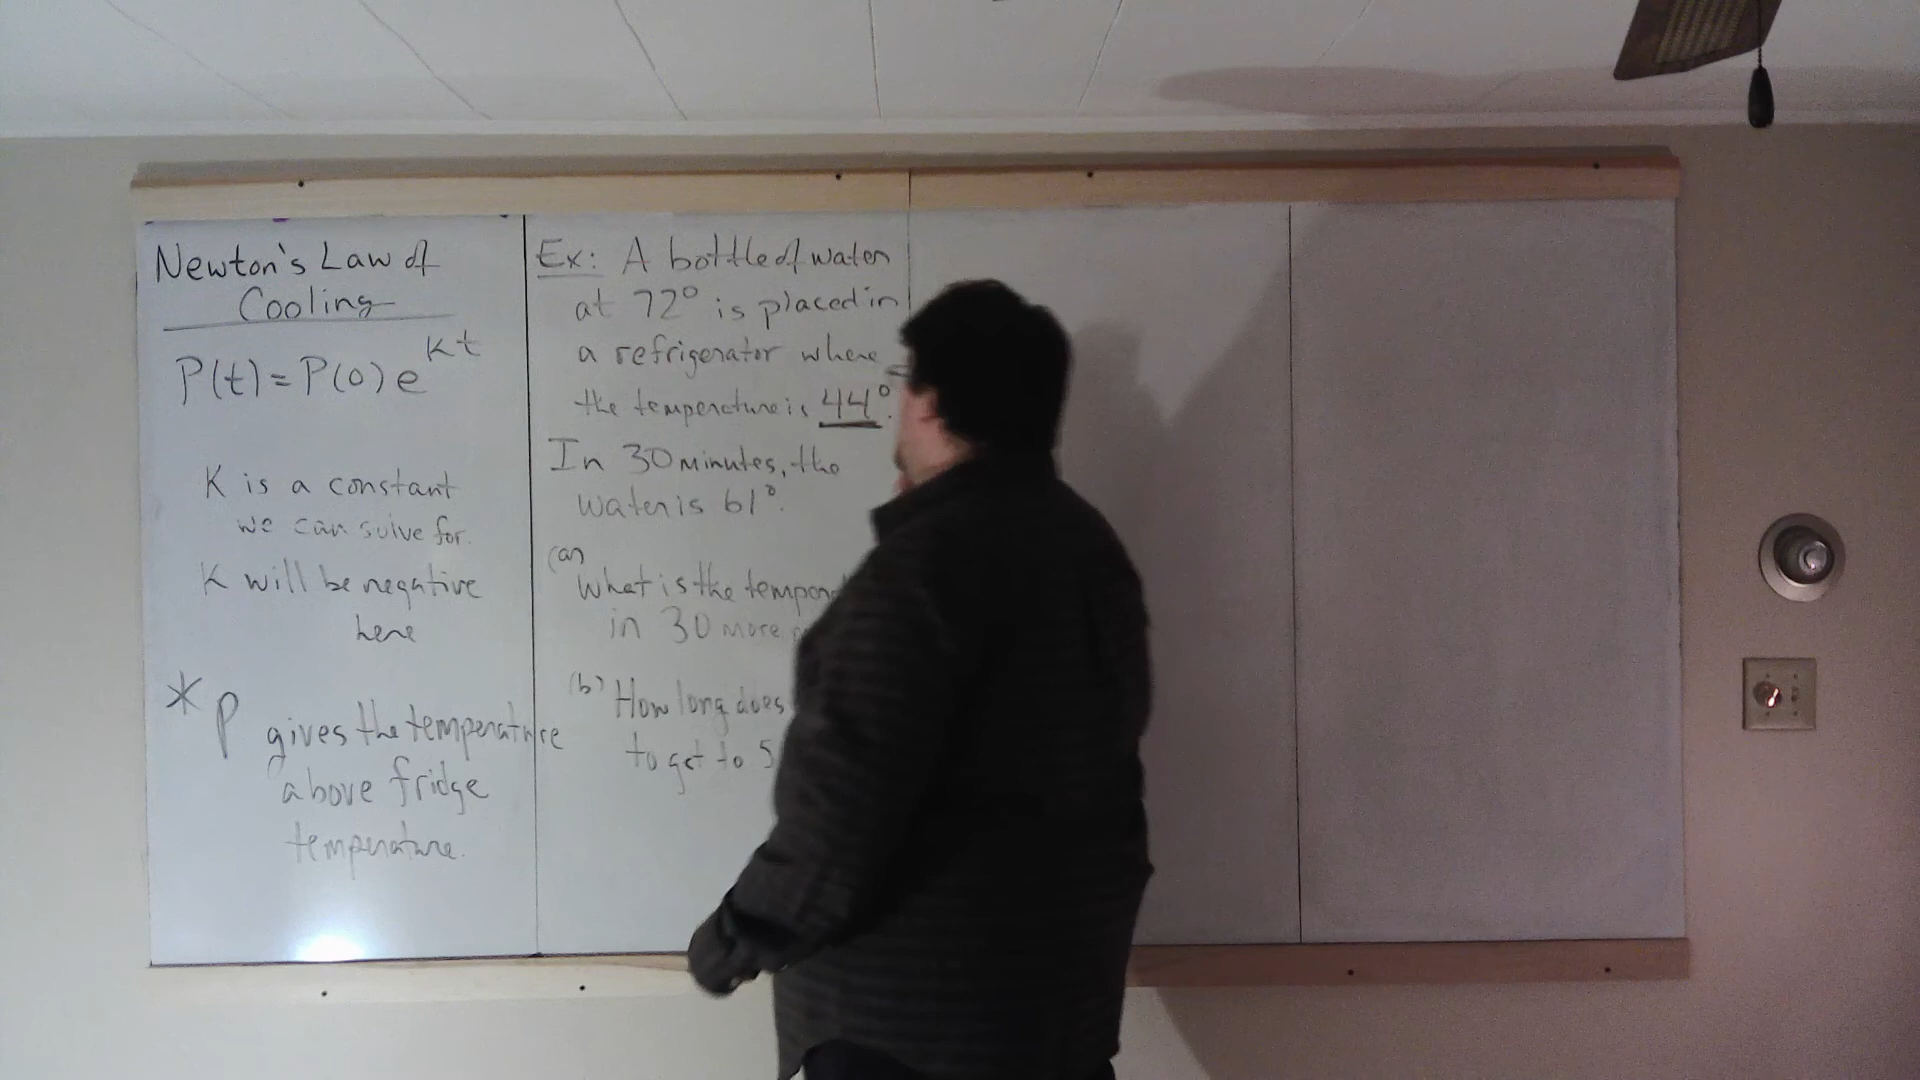 Newton's Law of
Cooling
P(t) = P(0) e^kt
K is a constant
we can solve for.
K will be negative
here
* P gives the temperature
above fridge
temperature.
Ex: A bottle of water
at 72° is placed in
a refrigerator where
the temperature is 44°.
In 30 minutes, the
water is 61°.
(a)
What is the
in 30 more
(b) How long does
to get to 5